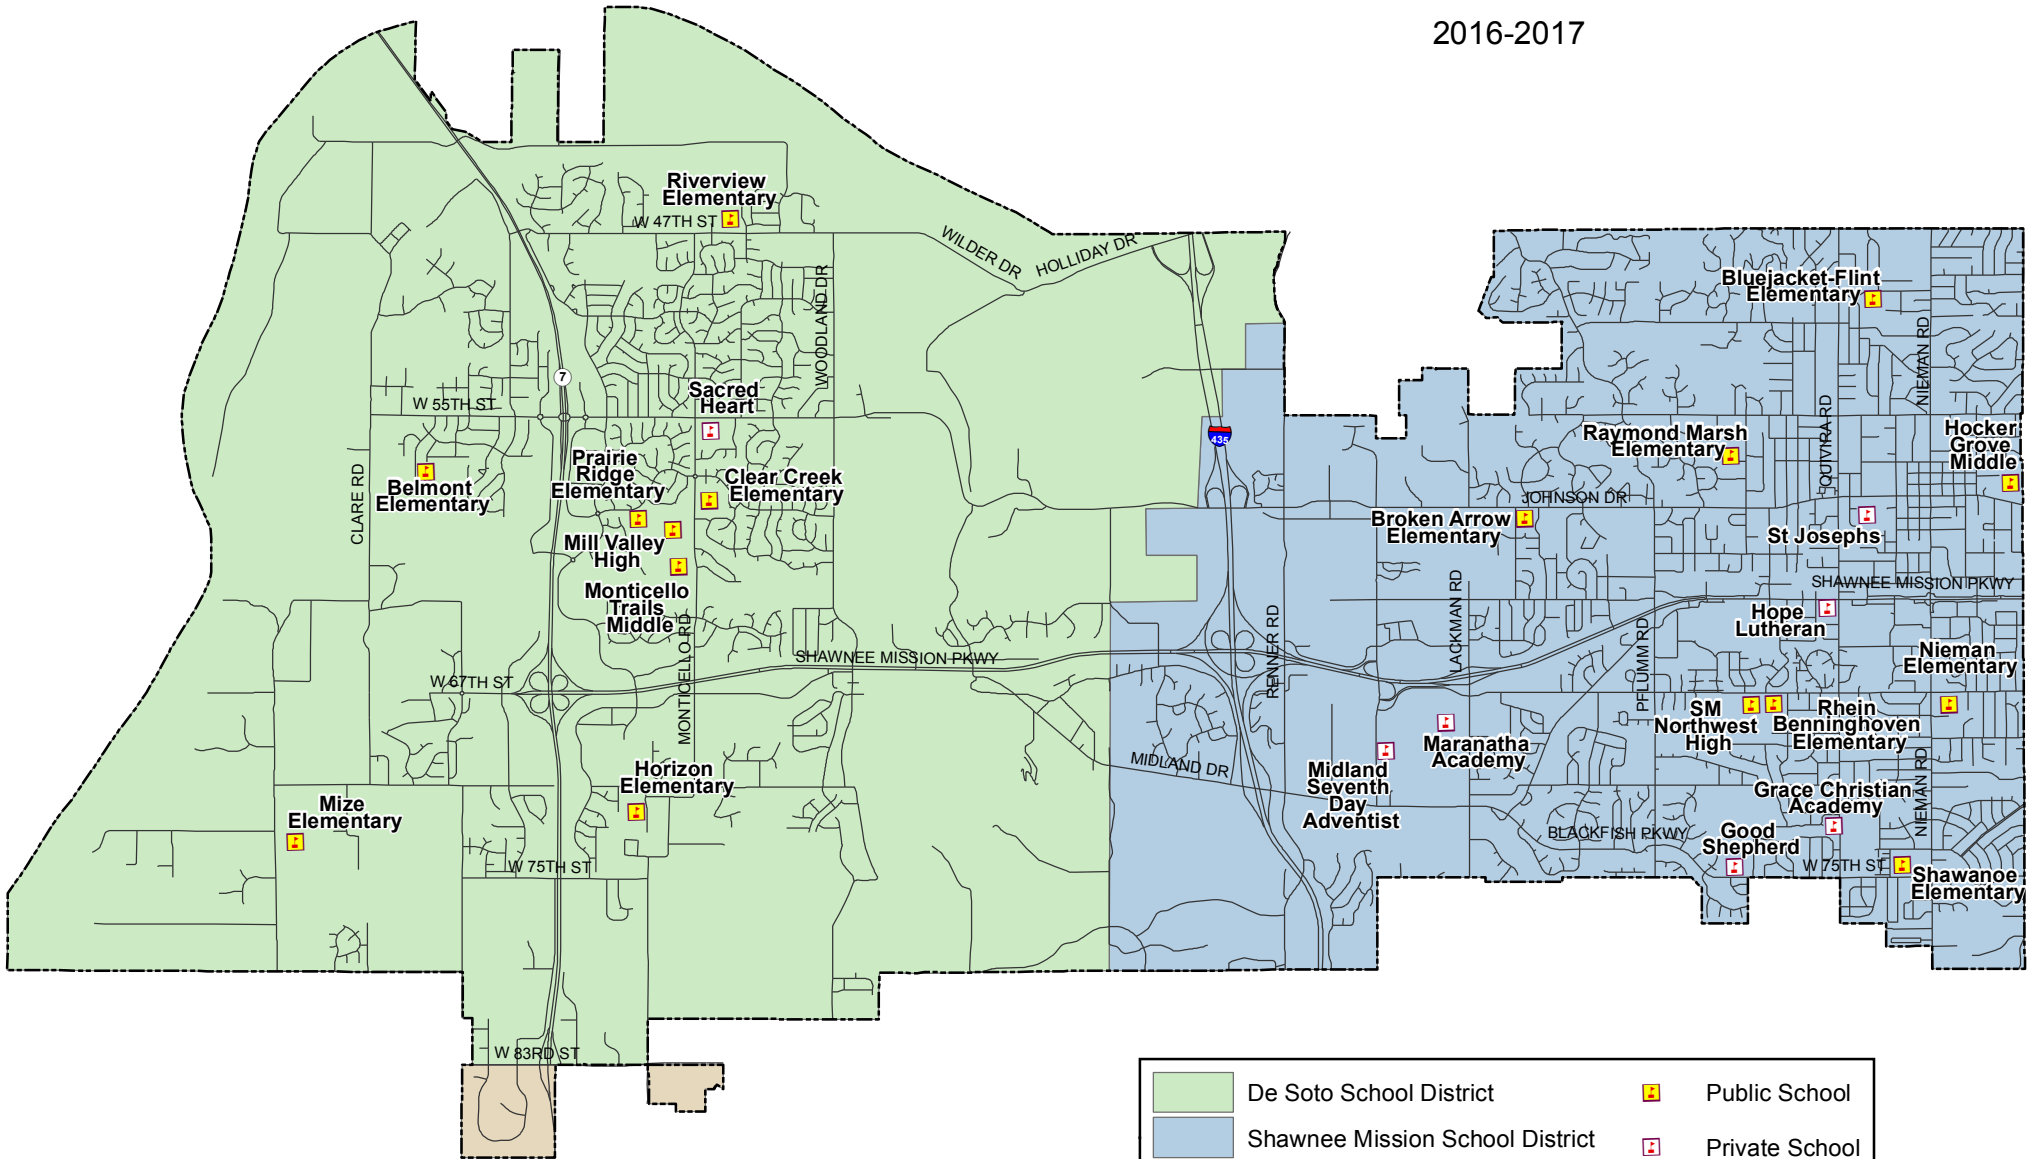 2016-2017
Riverview
Elementary
W 47TH ST
WILDER DR
HOLLIDAY DR
WOODLAND DR
Bluejacket-Flint
Elementary
NIEMAN RD
7
Sacred
Heart
W 55TH ST
435
QUIVIRA RD
Raymond Marsh
Elementary
Hocker
Grove
Middle
CLARE RD
Belmont
Elementary
Prairie
Ridge
Elementary
Clear Creek
Elementary
JOHNSON DR
Broken Arrow
Elementary
St Josephs
Mill Valley
High
Monticello
Trails
Middle
SHAWNEE MISSION PKWY
Hope
Lutheran
LACKMAN RD
RENNER RD
PFLUMM RD
MONTICELLO RD
SHAWNEE MISSION PKWY
Nieman
Elementary
W 67TH ST
SM
Northwest
High
Rhein
Benninghoven
Elementary
Maranatha
Academy
MIDLAND DR
Midland
Seventh
Day
Adventist
Horizon
Elementary
Mize
Elementary
Grace Christian
Academy
NIEMAN RD
BLACKFISH PKWY
Good
Shepherd
W 75TH ST
W 75TH ST
Shawanoe
Elementary
W 83RD ST
De Soto School District
Public School
Shawnee Mission School District
Private School